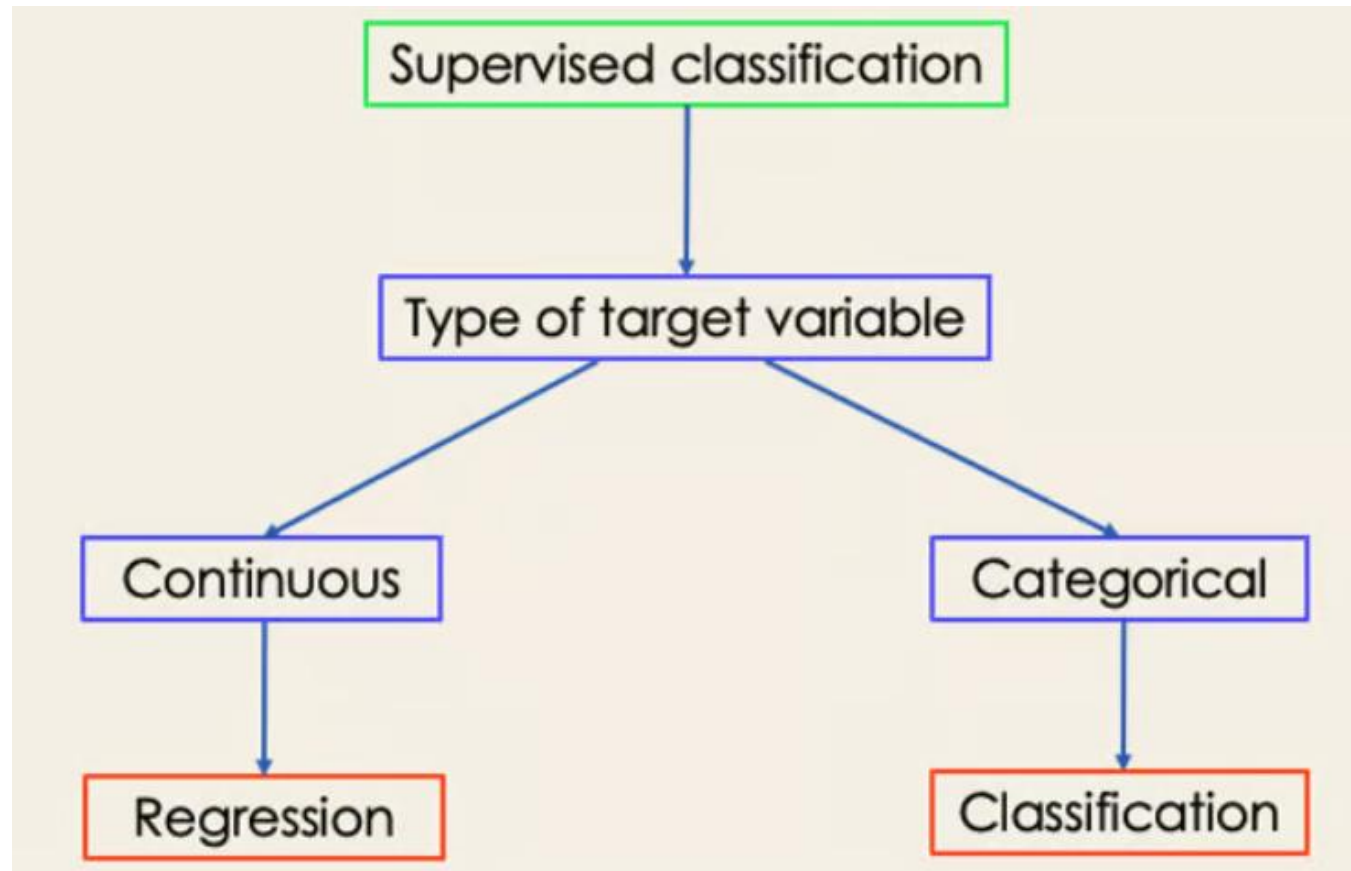 Supervised classification
Type of target variable
Continuous
Categorical
Regression
Classification